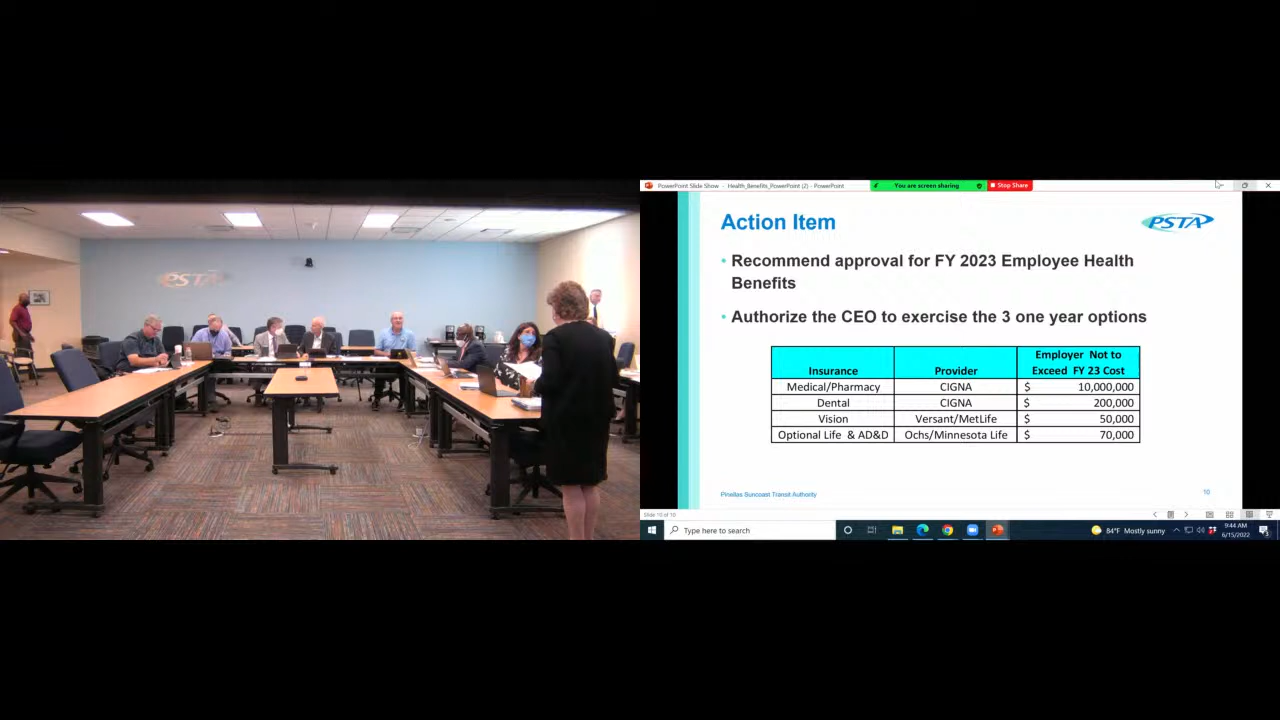 PSTA
PowerPoint Slide Show - Health_Benefits_PowerPoint (2) - PowerPoint
You are screen sharing
Stop Share
Action Item
PSTA
• Recommend approval for FY 2023 Employee Health
Benefits
• Authorize the CEO to exercise the 3 one year options
Insurance Provider Employer Not to Exceed FY 23 Cost
Medical/Pharmacy CIGNA $ 10,000,000
Dental CIGNA $ 200,000
Vision Versant/MetLife $ 50,000
Optional Life & AD&D Ochs/Minnesota Life $ 70,000
Pinellas Suncoast Transit Authority
10
Slide 10 of 10
Type here to search
84°F Mostly sunny
9:44 AM
6/15/2022